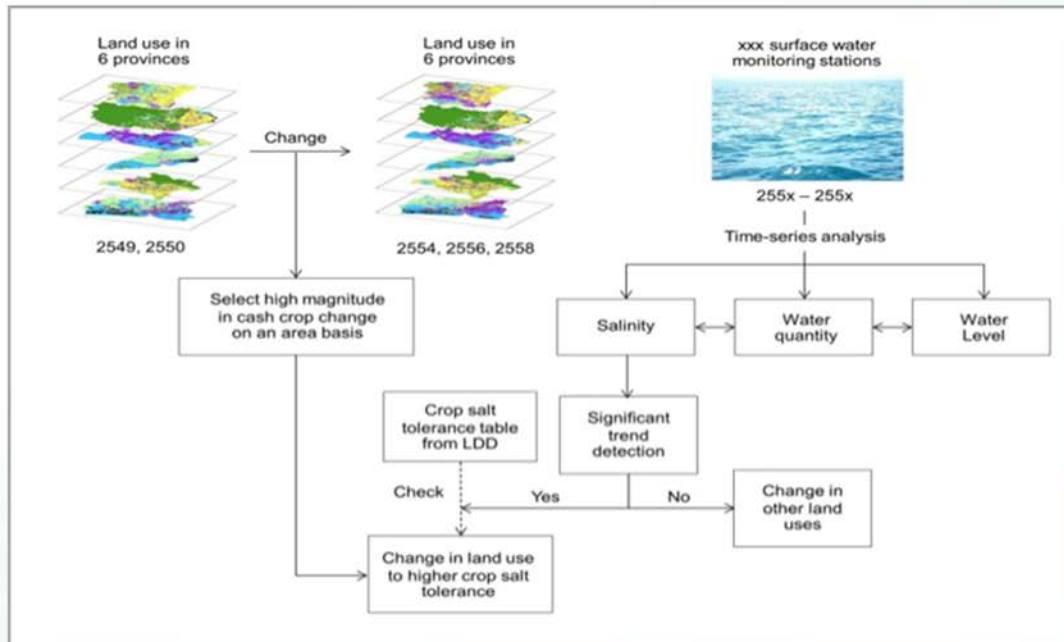 Land use in
6 provinces
Land use in
6 provinces
xxx surface water
monitoring stations
Change
255x – 255x
2549, 2550
2554, 2556, 2558
Time-series analysis
Select high magnitude
in cash crop change
on an area basis
Salinity
Water
quantity
Water
Level
Crop salt
tolerance table
from LDD
Significant
trend
detection
Check
Yes
No
Change in
other land
uses
Change in land use
to higher crop salt
tolerance